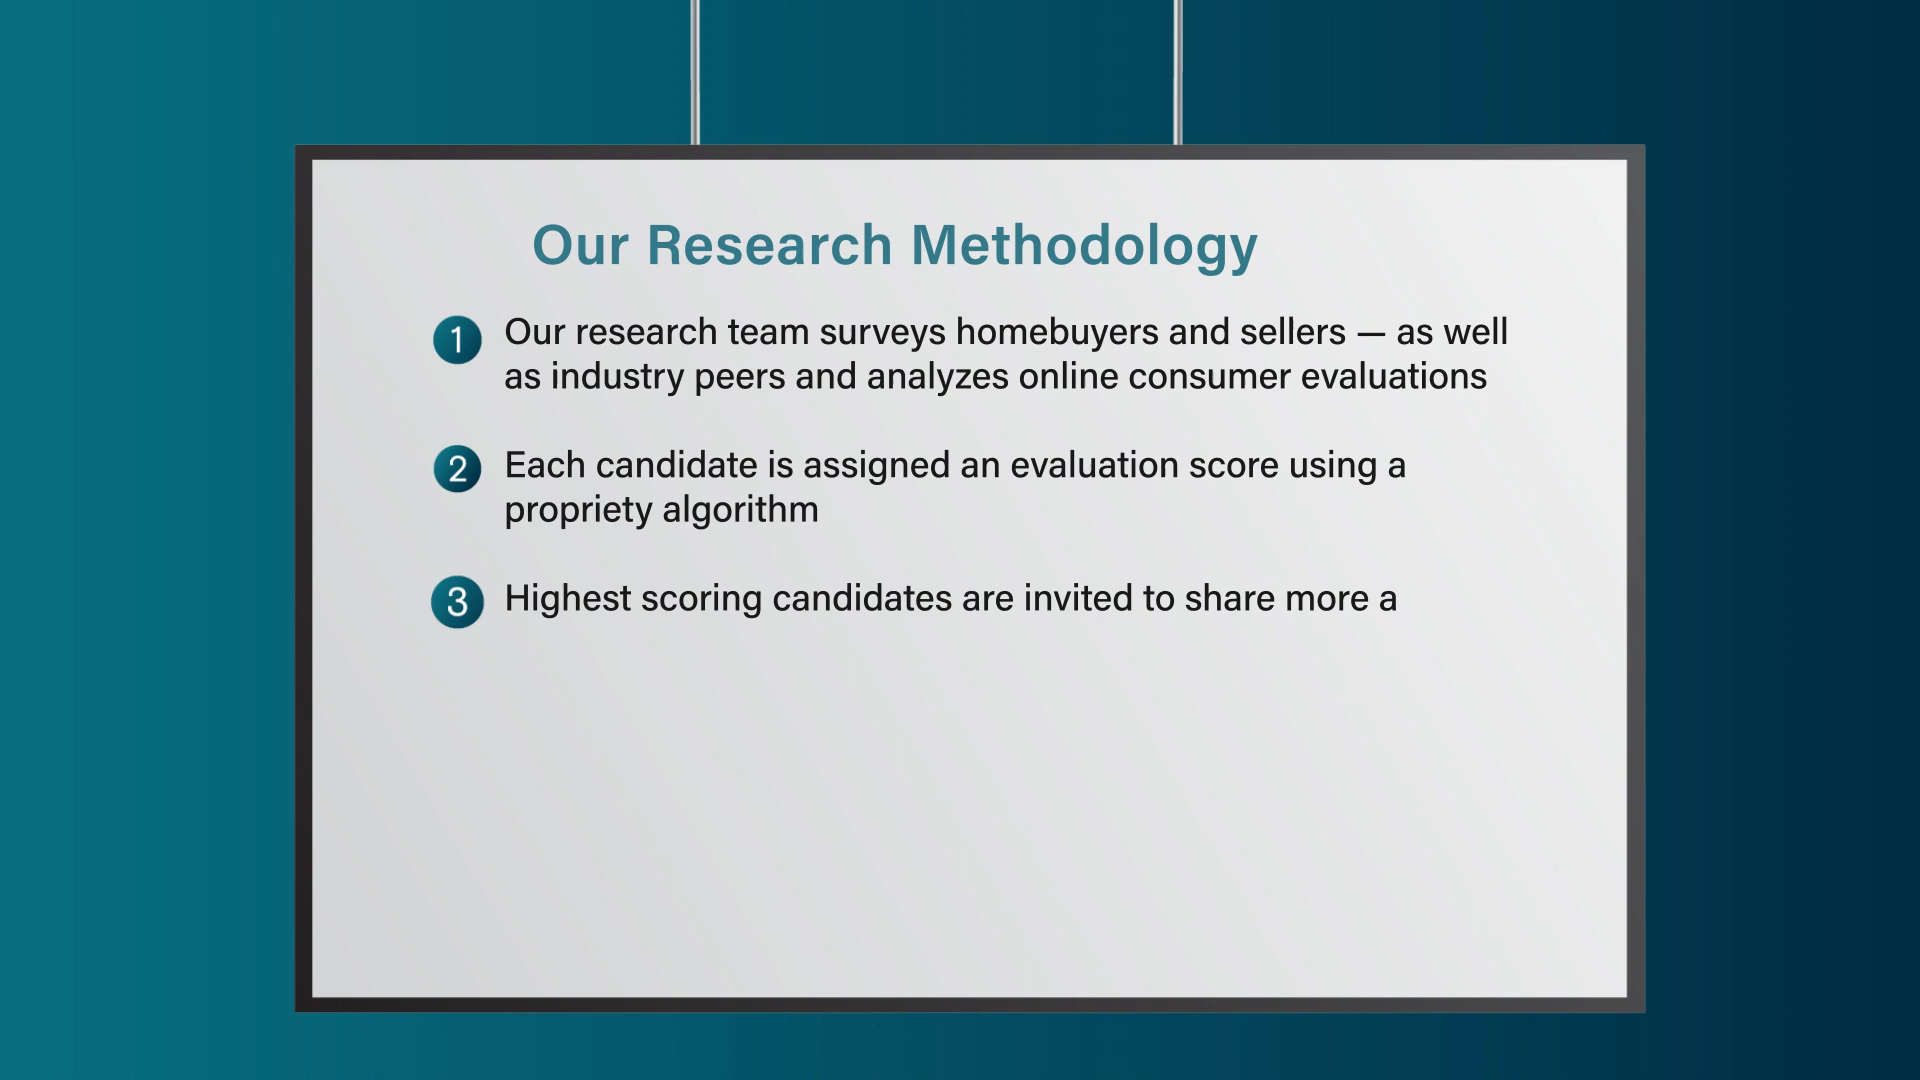 Our Research Methodology
1 Our research team surveys homebuyers and sellers — as well
as industry peers and analyzes online consumer evaluations
2 Each candidate is assigned an evaluation score using a
propriety algorithm
3 Highest scoring candidates are invited to share more a